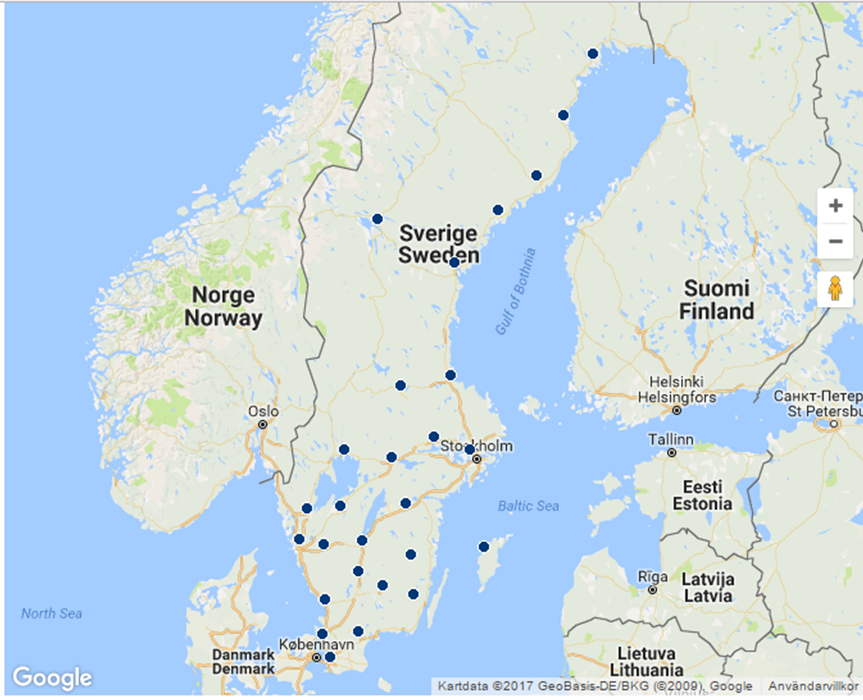 Sverige
Sweden
Norge
Norway
Gulf of Bothnia
Suomi
Finland
Helsinki
Helsingfors
Oslo
Санкт-Петер
St Petersbu
Stockholm
Tallinn
Eesti
Estonia
Baltic Sea
Rīga
Latvija
Latvia
North Sea
København
Danmark
Denmark
Lietuva
Lithuania
Google
Kartdata ©2017 GeoBasis-DE/BKG (©2009), Google
Användarvillkor